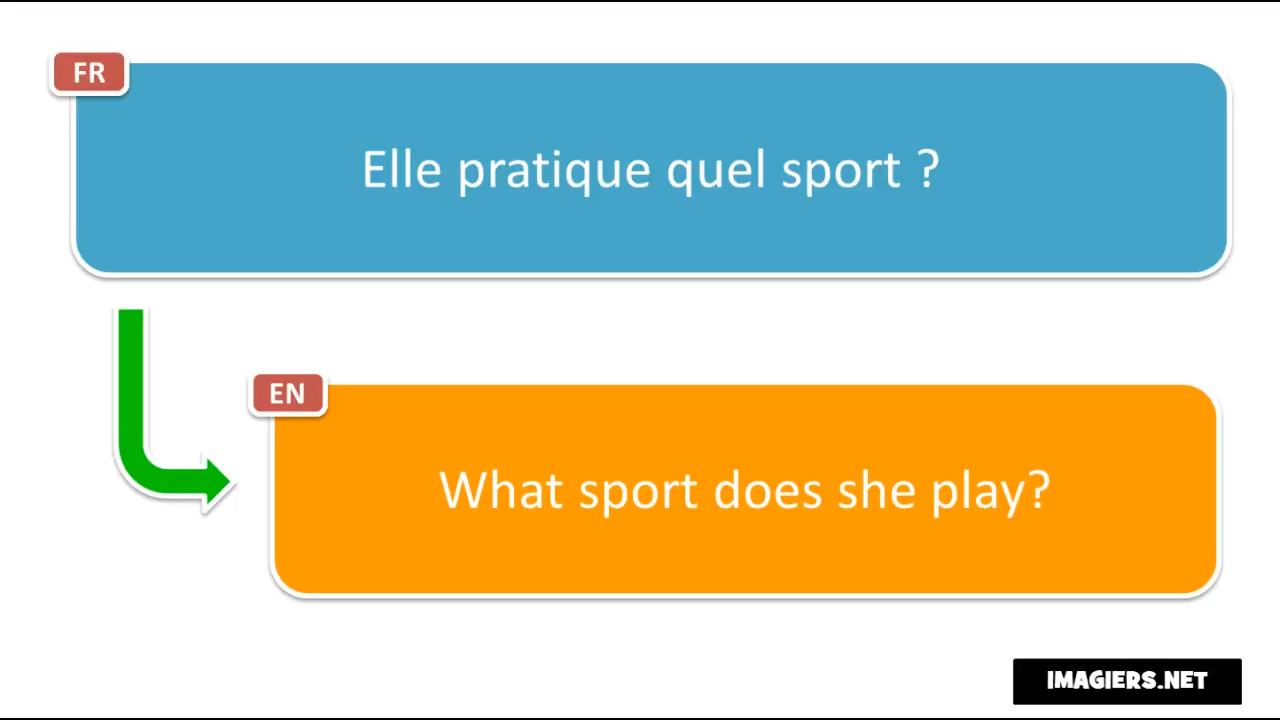 FR
Elle pratique quel sport ?
EN
What sport does she play?
IMAGIERS.NET